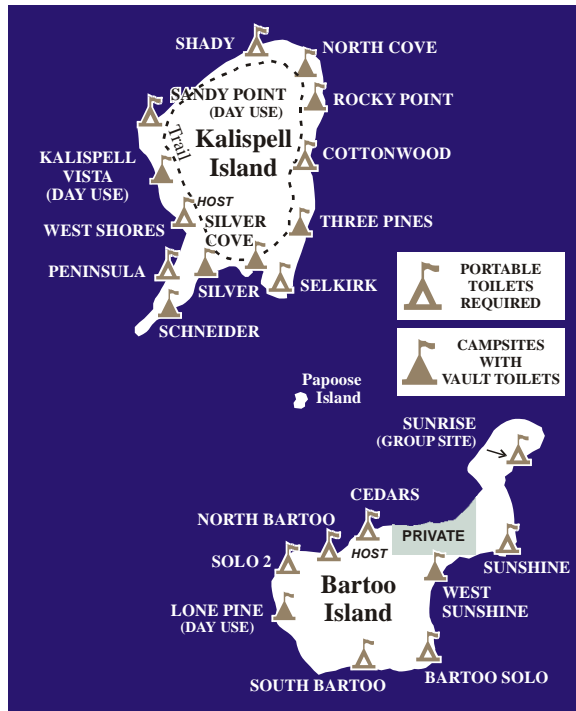 SHADY
NORTH COVE
SANDY POINT (DAY USE)
ROCKY POINT
Trail
Kalispell
Island
COTTONWOOD
KALISPELL
VISTA
(DAY USE)
HOST
WEST SHORES
SILVER
COVE
THREE PINES
PENINSULA
SILVER
SELKIRK
SCHNEIDER
PORTABLE
TOILETS
REQUIRED
CAMPSITES
WITH
VAULT TOILETS
Papoose
Island
SUNRISE
(GROUP SITE)
CEDARS
NORTH BARTOO
HOST
PRIVATE
SOLO 2
SUNSHINE
Bartoo
Island
WEST
SUNSHINE
LONE PINE
(DAY USE)
SOUTH BARTOO
BARTOO SOLO